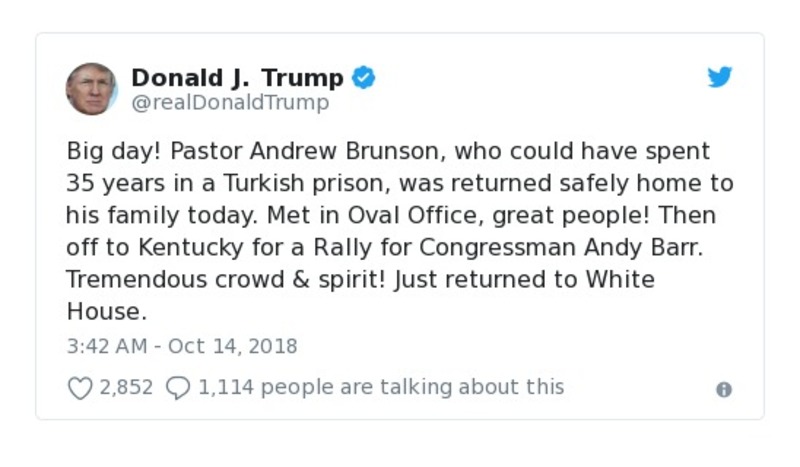 Donald J. Trump
@realDonaldTrump
Big day! Pastor Andrew Brunson, who could have spent
35 years in a Turkish prison, was returned safely home to
his family today. Met in Oval Office, great people! Then
off to Kentucky for a Rally for Congressman Andy Barr.
Tremendous crowd & spirit! Just returned to White
House.
3:42 AM - Oct 14, 2018
2,852 1,114 people are talking about this